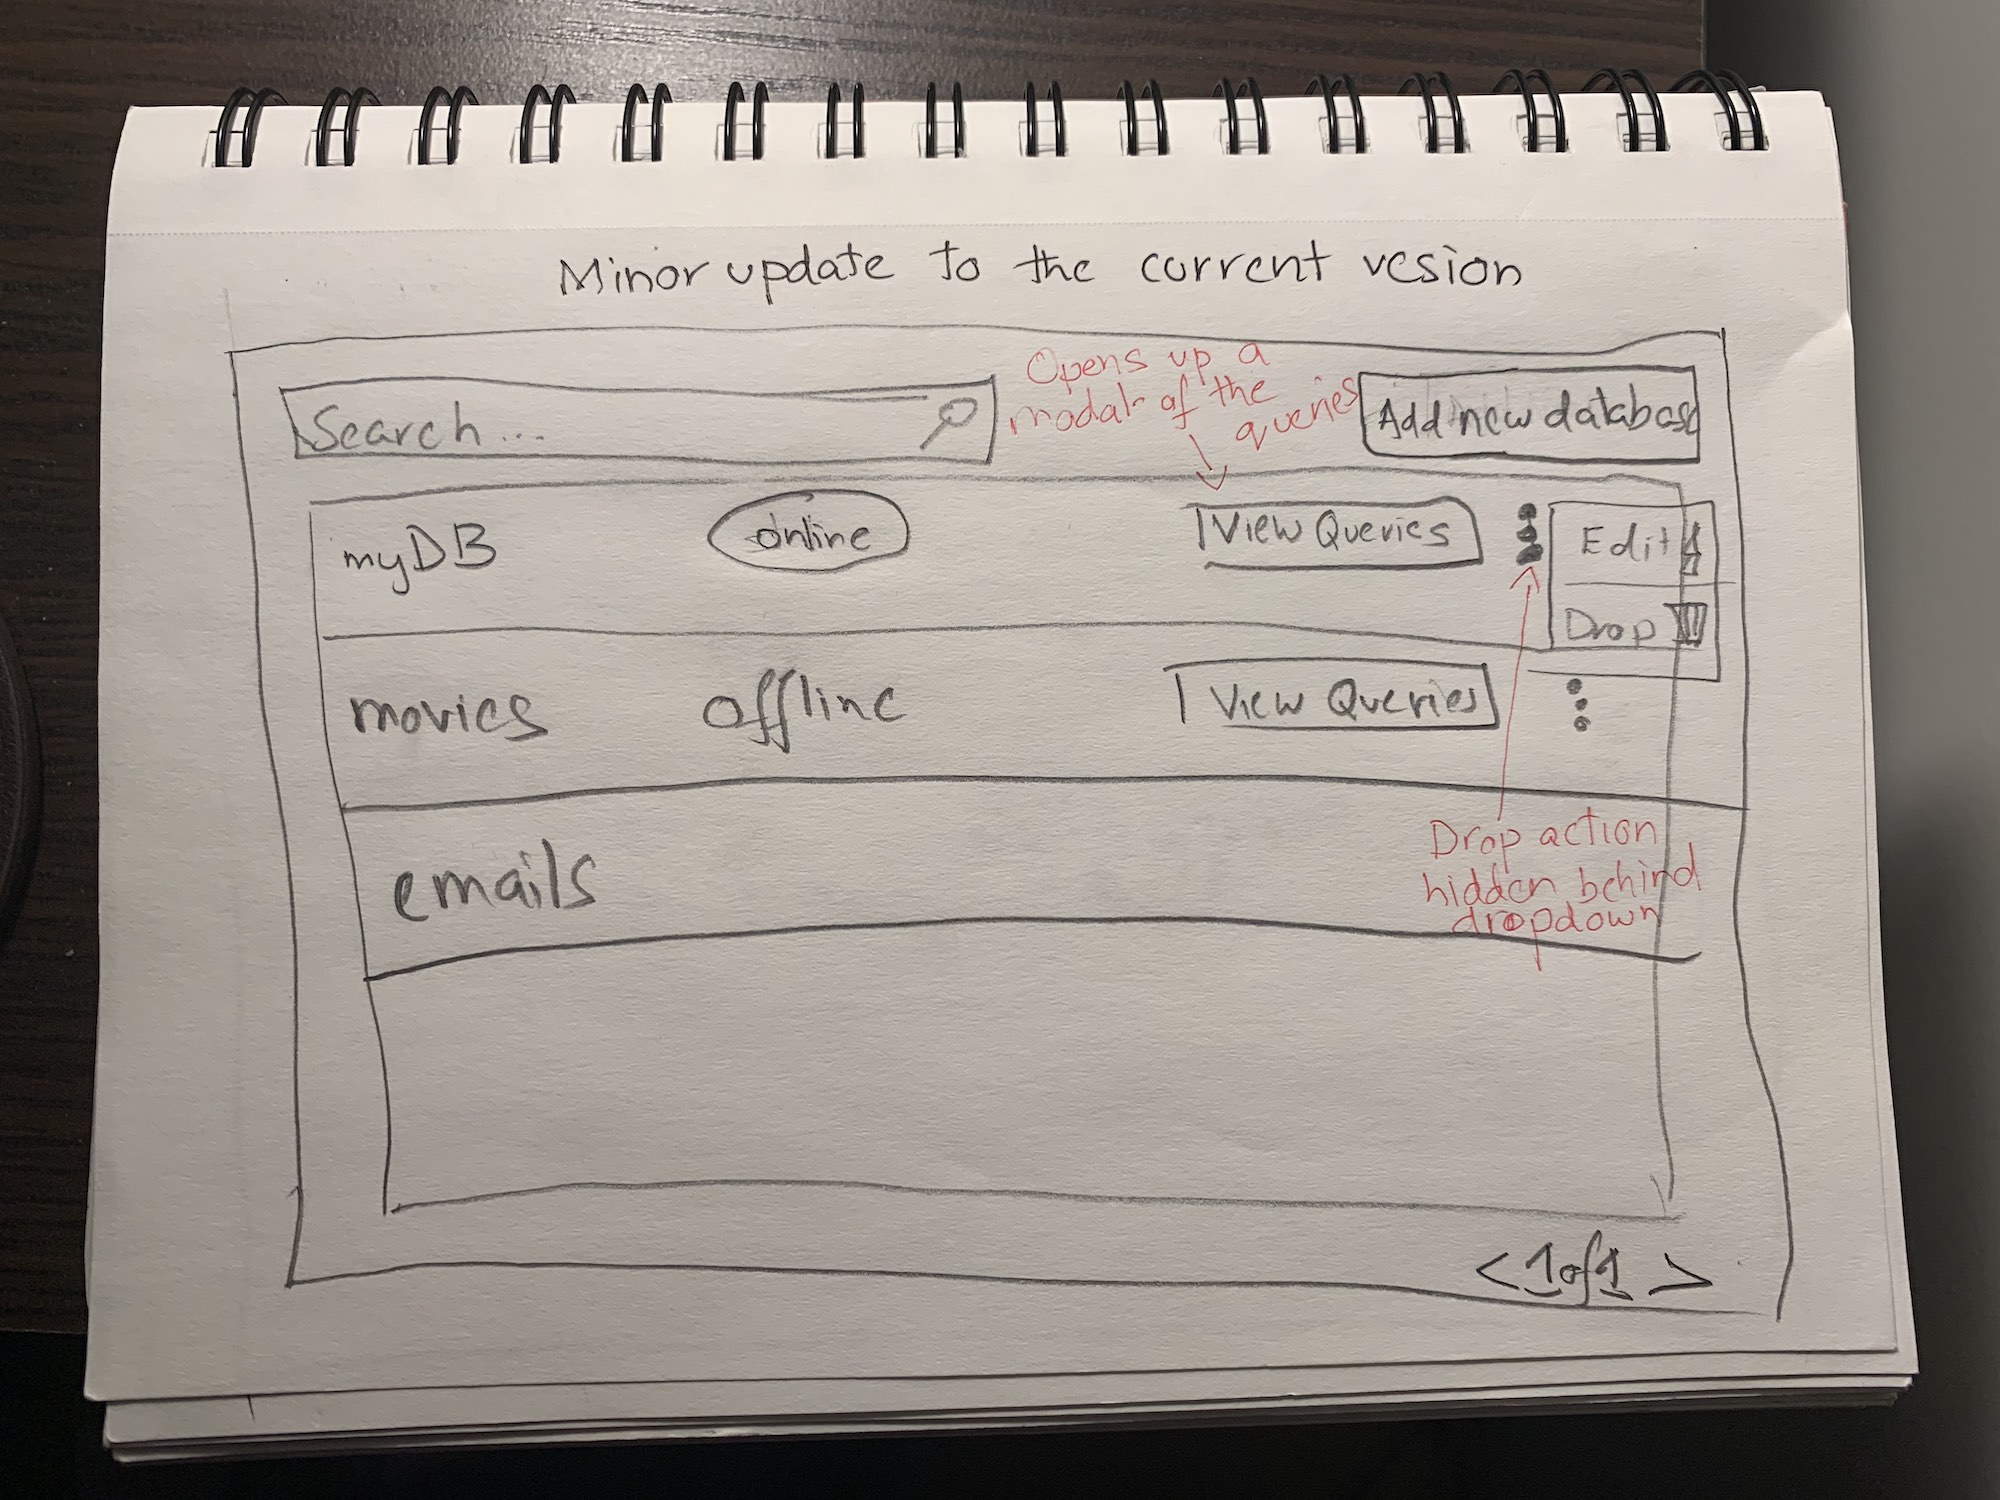 Minor update to the current vesion
Opens up a
modal of the
queries
Search...
Add new database
myDB
online
View Queries
Edit
Drop
movies
offline
View Queries
Drop action
hidden behind
dropdown
emails
< 1 of 1 >